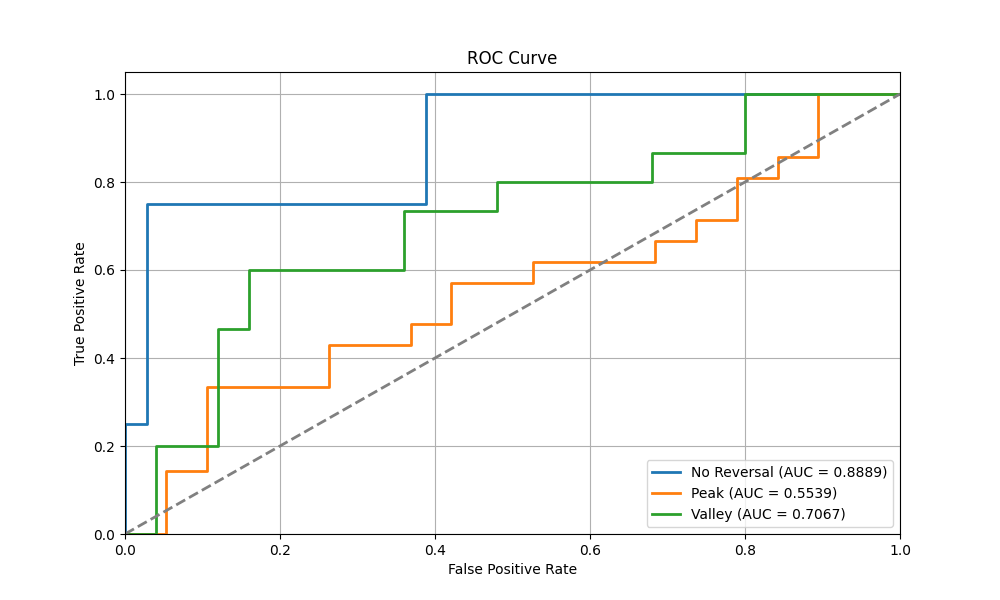 ROC Curve
True Positive Rate
1.0
0.8
0.6
0.4
0.2
0.0
0.0 0.2 0.4 0.6 0.8 1.0
False Positive Rate
No Reversal (AUC = 0.8889)
Peak (AUC = 0.5539)
Valley (AUC = 0.7067)